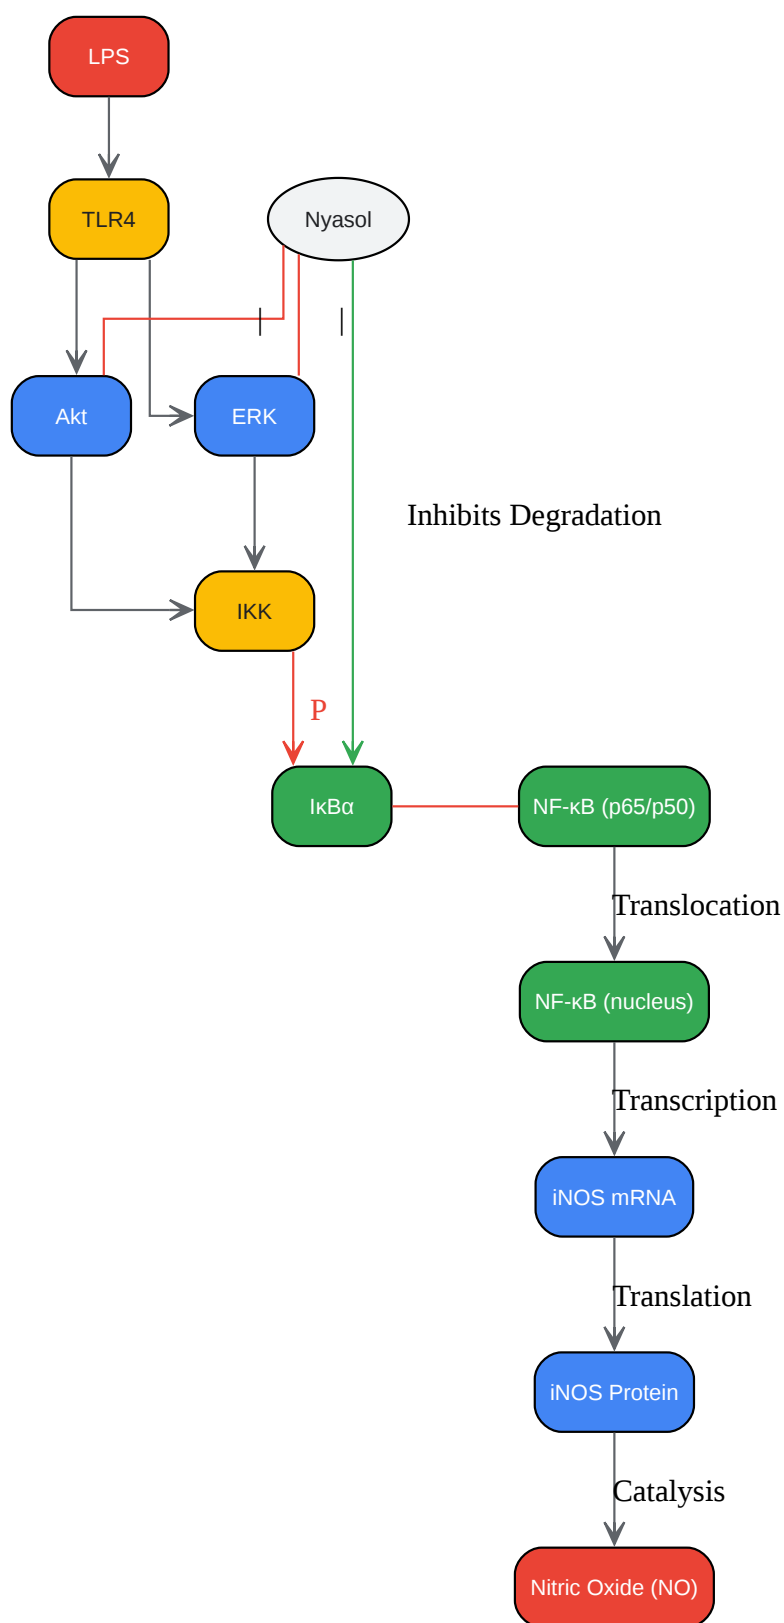 LPS
TLR4
Nyasol
|
|
Akt
ERK
Inhibits Degradation
IKK
P
IκBα
NF-κB (p65/p50)
Translocation
NF-κB (nucleus)
Transcription
iNOS mRNA
Translation
iNOS Protein
Catalysis
Nitric Oxide (NO)